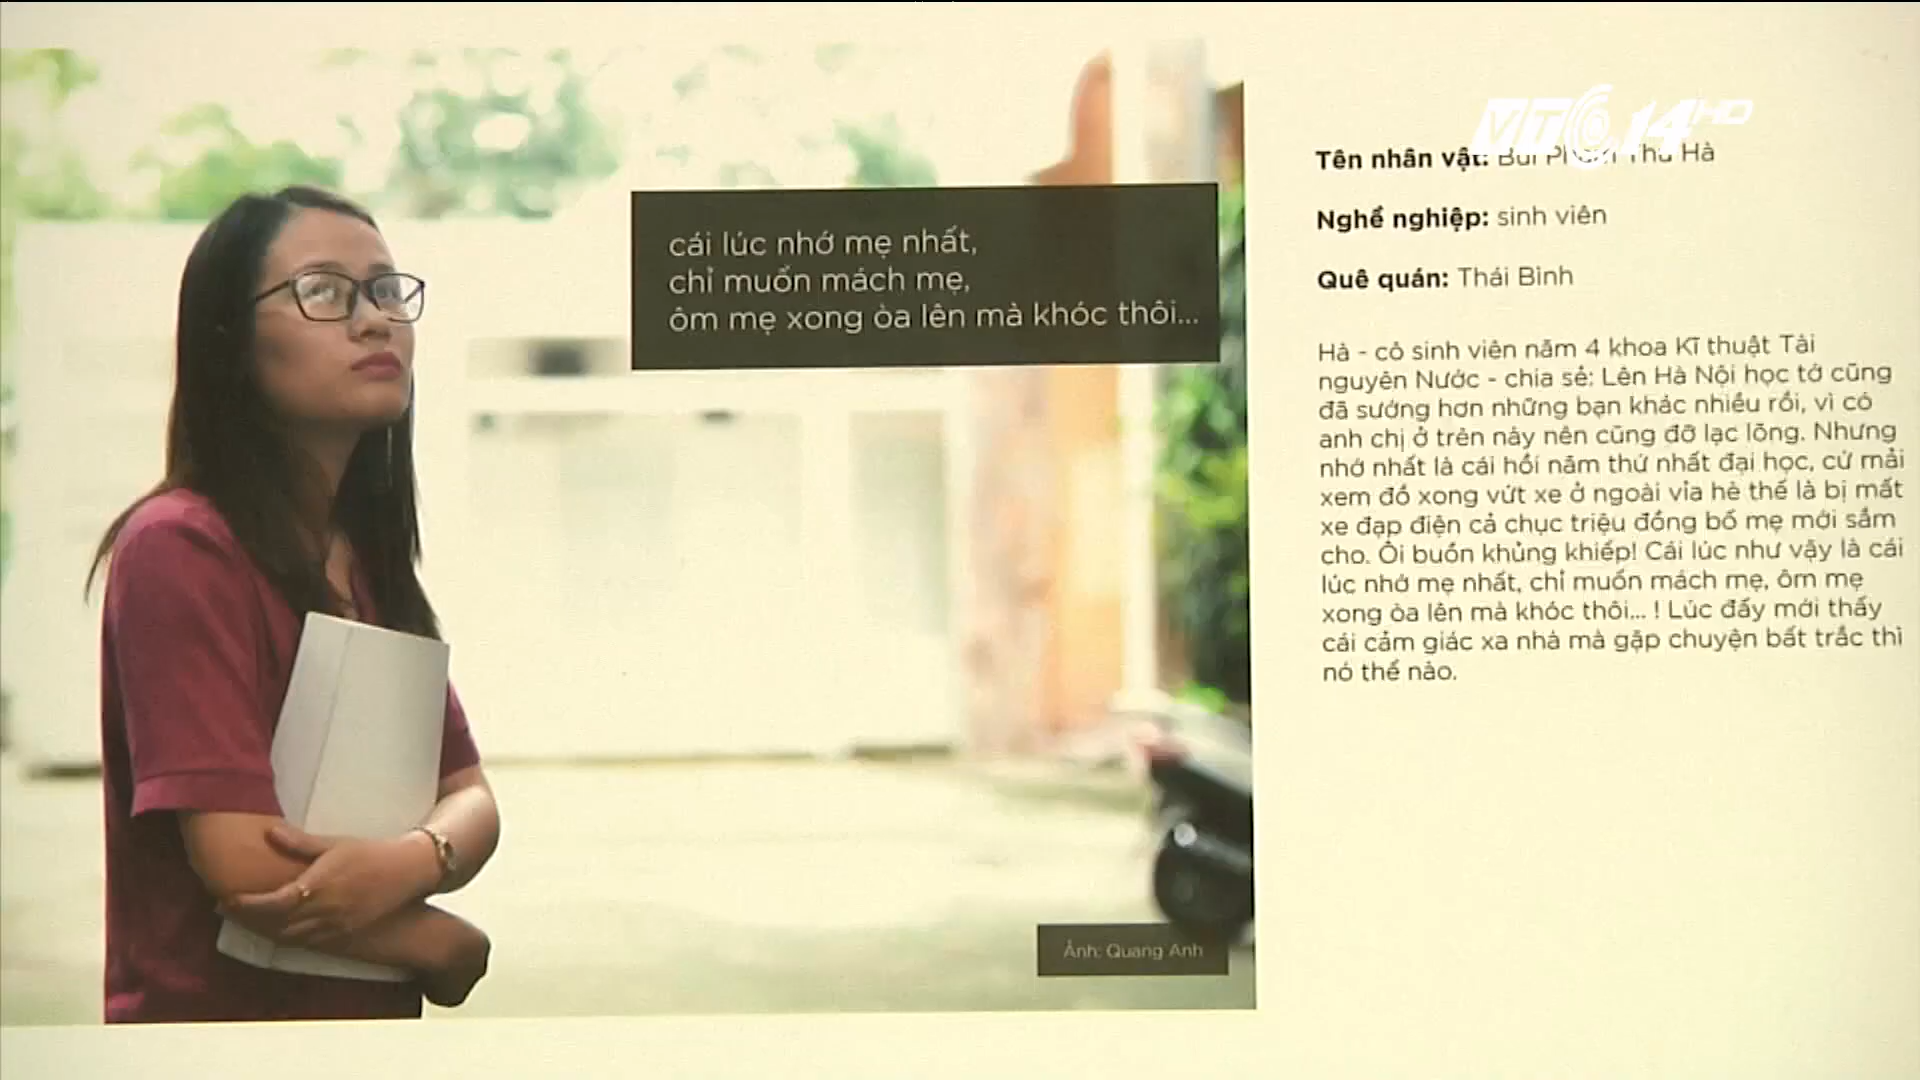 cái lúc nhớ mẹ nhất,
chỉ muốn mách mẹ,
ôm mẹ xong òa lên mà khóc thôi...
Ảnh: Quang Anh
VTC14 HD
Tên nhân vật: Bùi Phạm Thu Hà
Nghề nghiệp: sinh viên
Quê quán: Thái Bình
Hà - cô sinh viên năm 4 khoa Kĩ thuật Tài
nguyên Nước - chia sẻ: Lên Hà Nội học tớ cũng
đã sướng hơn những bạn khác nhiều rồi, vì có
anh chị ở trên này nên cũng đỡ lạc lõng. Nhưng
nhớ nhất là cái hồi năm thứ nhất đại học, cứ mải
xem đồ xong vứt xe ở ngoài vỉa hè thế là bị mất
xe đạp điện cả chục triệu đồng bố mẹ mới sắm
cho. Ôi buồn khủng khiếp! Cái lúc như vậy là cái
lúc nhớ mẹ nhất, chỉ muốn mách mẹ, ôm mẹ
xong òa lên mà khóc thôi... ! Lúc đấy mới thấy
cái cảm giác xa nhà mà gặp chuyện bất trắc thì
nó thế nào.